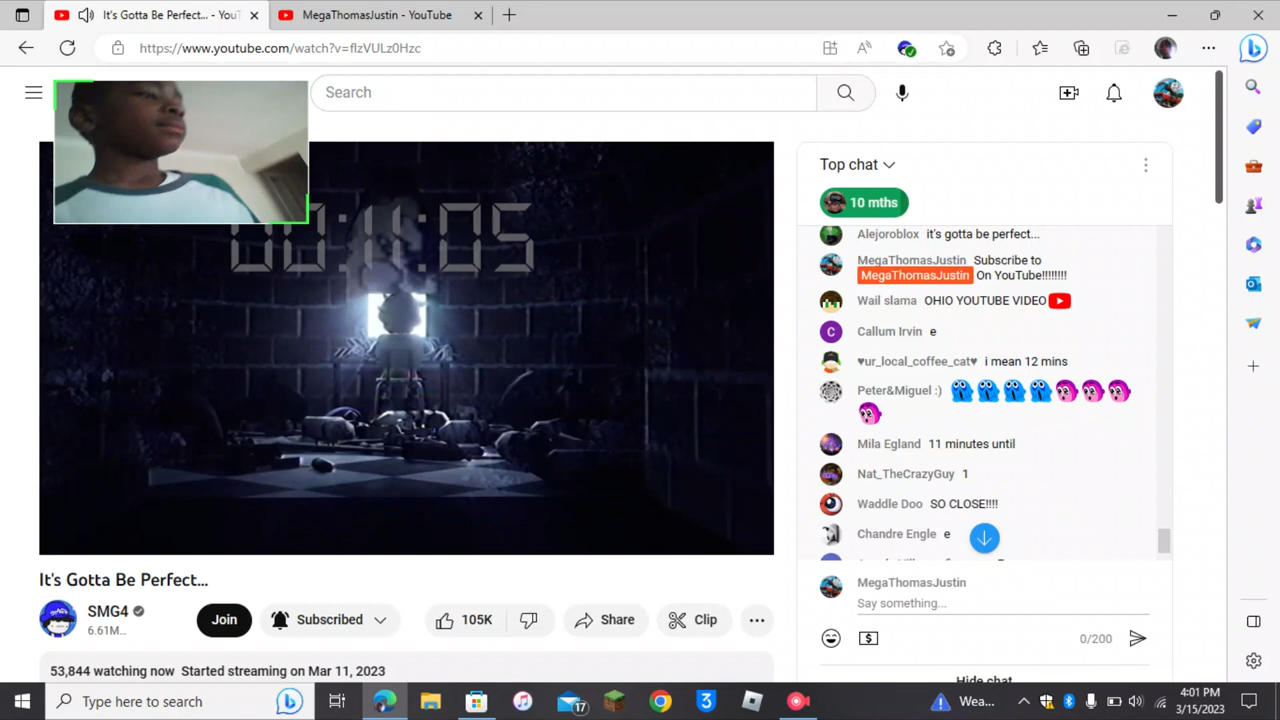 It's Gotta Be Perfect... - YouT
MegaThomasJustin - YouTube
https://www.youtube.com/watch?v=flzVULz0Hzc
Search
00:11:05
Top chat
10 mths
Alejoroblox it's gotta be perfect...
MegaThomasJustin Subscribe to
MegaThomasJustin On YouTube!!!!!!!!
Wail slama OHIO YOUTUBE VIDEO
C Callum Irvin e
♥ur_local_coffee_cat♥ i mean 12 mins
Peter&Miguel :)
Mila Egland 11 minutes until
Nat_TheCrazyGuy 1
Waddle Doo SO CLOSE!!!!
Chandre Engle e
MegaThomasJustin
Say something...
0/200
Hide chat
It's Gotta Be Perfect...
SMG4
6.61M...
Join
Subscribed
105K
Share
Clip
53,844 watching now Started streaming on Mar 11, 2023
Type here to search
17
3
Wea...
4:01 PM
3/15/2023